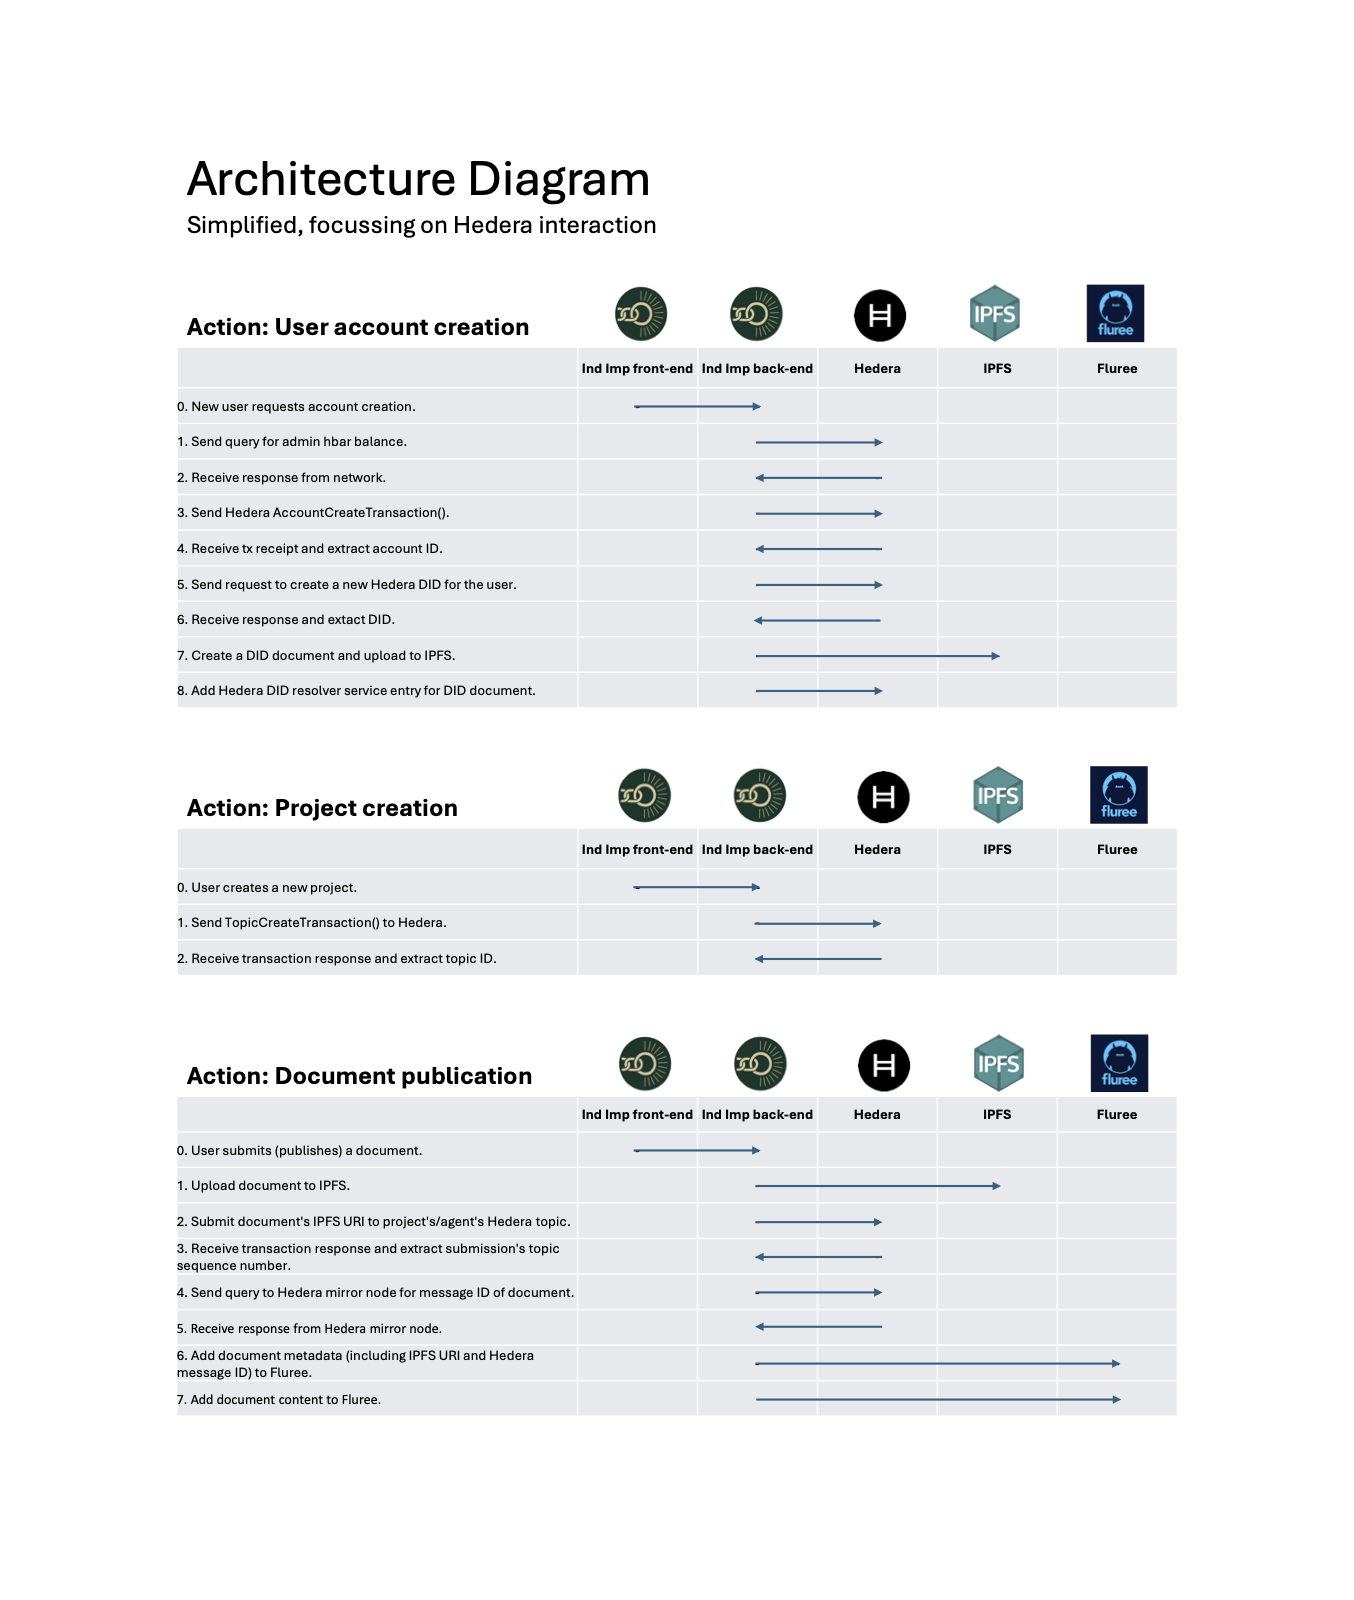 Architecture Diagram
Simplified, focussing on Hedera interaction
Action: User account creation
IPFS
fluree
Ind Imp front-end Ind Imp back-end Hedera IPFS Fluree
0. New user requests account creation.
1. Send query for admin hbar balance.
2. Receive response from network.
3. Send Hedera AccountCreateTransaction().
4. Receive tx receipt and extract account ID.
5. Send request to create a new Hedera DID for the user.
6. Receive response and extact DID.
7. Create a DID document and upload to IPFS.
8. Add Hedera DID resolver service entry for DID document.
Action: Project creation
IPFS
fluree
Ind Imp front-end Ind Imp back-end Hedera IPFS Fluree
0. User creates a new project.
1. Send TopicCreateTransaction() to Hedera.
2. Receive transaction response and extract topic ID.
Action: Document publication
IPFS
fluree
Ind Imp front-end Ind Imp back-end Hedera IPFS Fluree
0. User submits (publishes) a document.
1. Upload document to IPFS.
2. Submit document's IPFS URI to project's/agent's Hedera topic.
3. Receive transaction response and extract submission's topic
sequence number.
4. Send query to Hedera mirror node for message ID of document.
5. Receive response from Hedera mirror node.
6. Add document metadata (including IPFS URI and Hedera
message ID) to Fluree.
7. Add document content to Fluree.